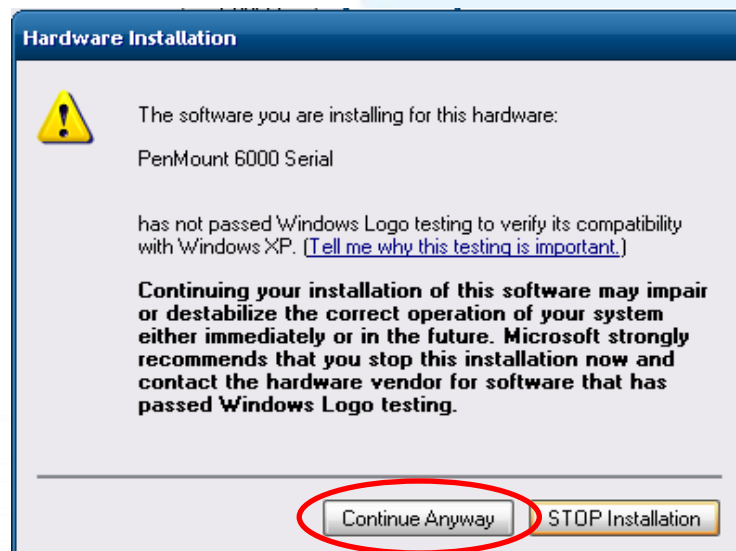 Hardware Installation
The software you are installing for this hardware:
PenMount 6000 Serial
has not passed Windows Logo testing to verify its compatibility
with Windows XP. (Tell me why this testing is important.)
Continuing your installation of this software may impair
or destabilize the correct operation of your system
either immediately or in the future. Microsoft strongly
recommends that you stop this installation now and
contact the hardware vendor for software that has
passed Windows Logo testing.
Continue Anyway STOP Installation